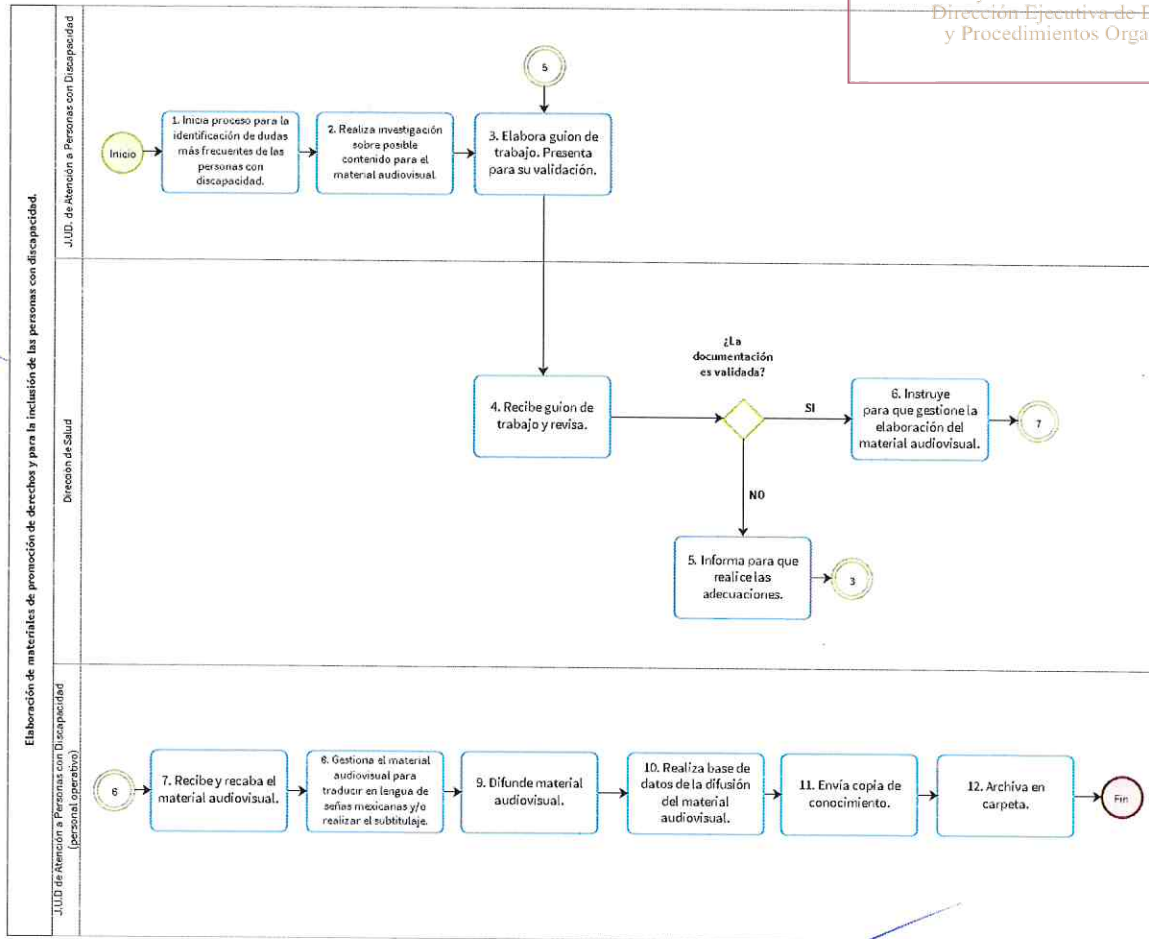 Dirección Ejecutiva de
y Procedimientos
Elaboración de materiales de promoción de derechos y para la inclusión de las personas con discapacidad.
J.UD. de Atención a Personas con Discapacidad
5
Inicio
1. Inicia proceso para la
identificación de dudas
más frecuentes de las
personas con
discapacidad.
2. Realiza investigación
sobre posible
contenido para el
material audiovisual
3. Elabora guion de
trabajo. Presenta
para su validación.
Dirección de Salud
4. Recibe guion de
trabajo y revisa.
¿La
documentación
es validada?
SI
6. Instruye
para que gestione la
elaboración del
material audiovisual.
7
NO
5. Informa para que
realice las
adecuaciones.
3
J.U.D de Atención a Personas con Discapacidad
(personal operativo)
6
7. Recibe y recaba el
material audiovisual.
8. Gestiona el material
audiovisual para
traducir en lengua de
señas mexicanas y/o
realizar el subtitulaje.
9. Difunde material
audiovisual.
10. Realiza base de
datos de la difusión
del material
audiovisual.
11. Envía copia de
conocimiento.
12. Archiva en
carpeta.
Fin